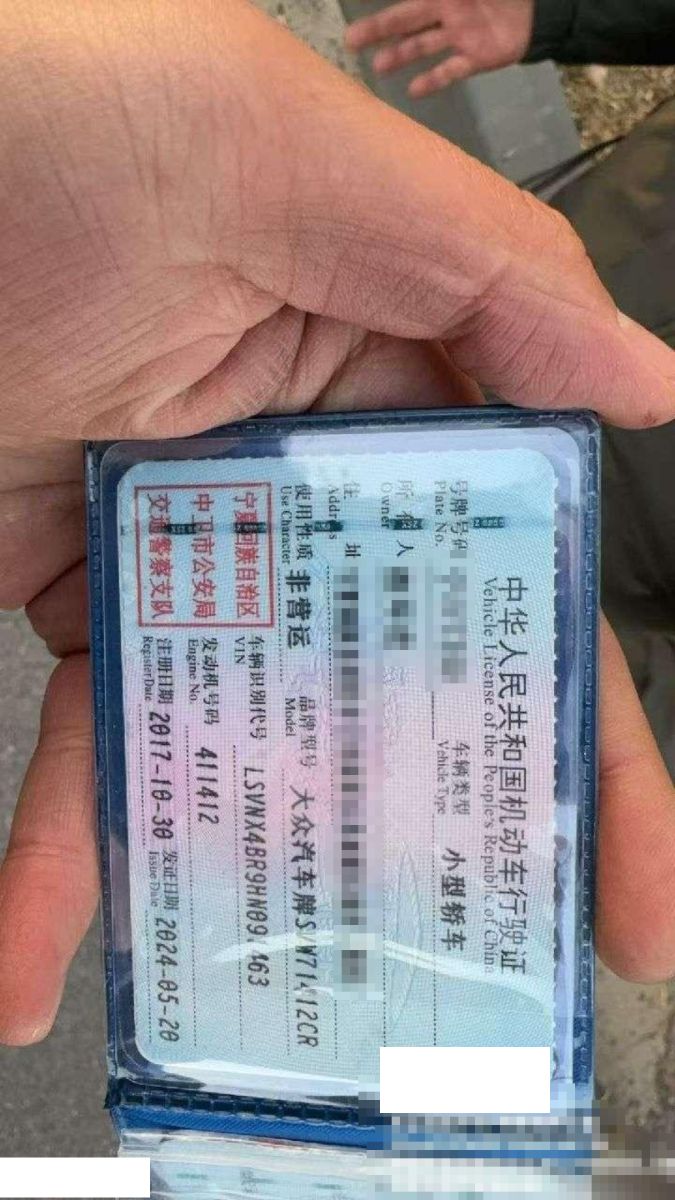 中华人民共和国机动车行驶证
Vehicle License of the People's Republic of China
号牌号码
Plate No.
车辆类型 小型轿车
Vehicle Type
所有人
Owner
住址
Address
使用性质 非营运
Use Character
品牌型号 大众汽车牌
Model
宁夏回族自治区
中卫市公安局
交通警察支队
车辆识别代号
VIN
发动机号码 411412
Engine No.
注册日期 2017-10-30
Register Date
发证日期 2024-05-20
Issue Date